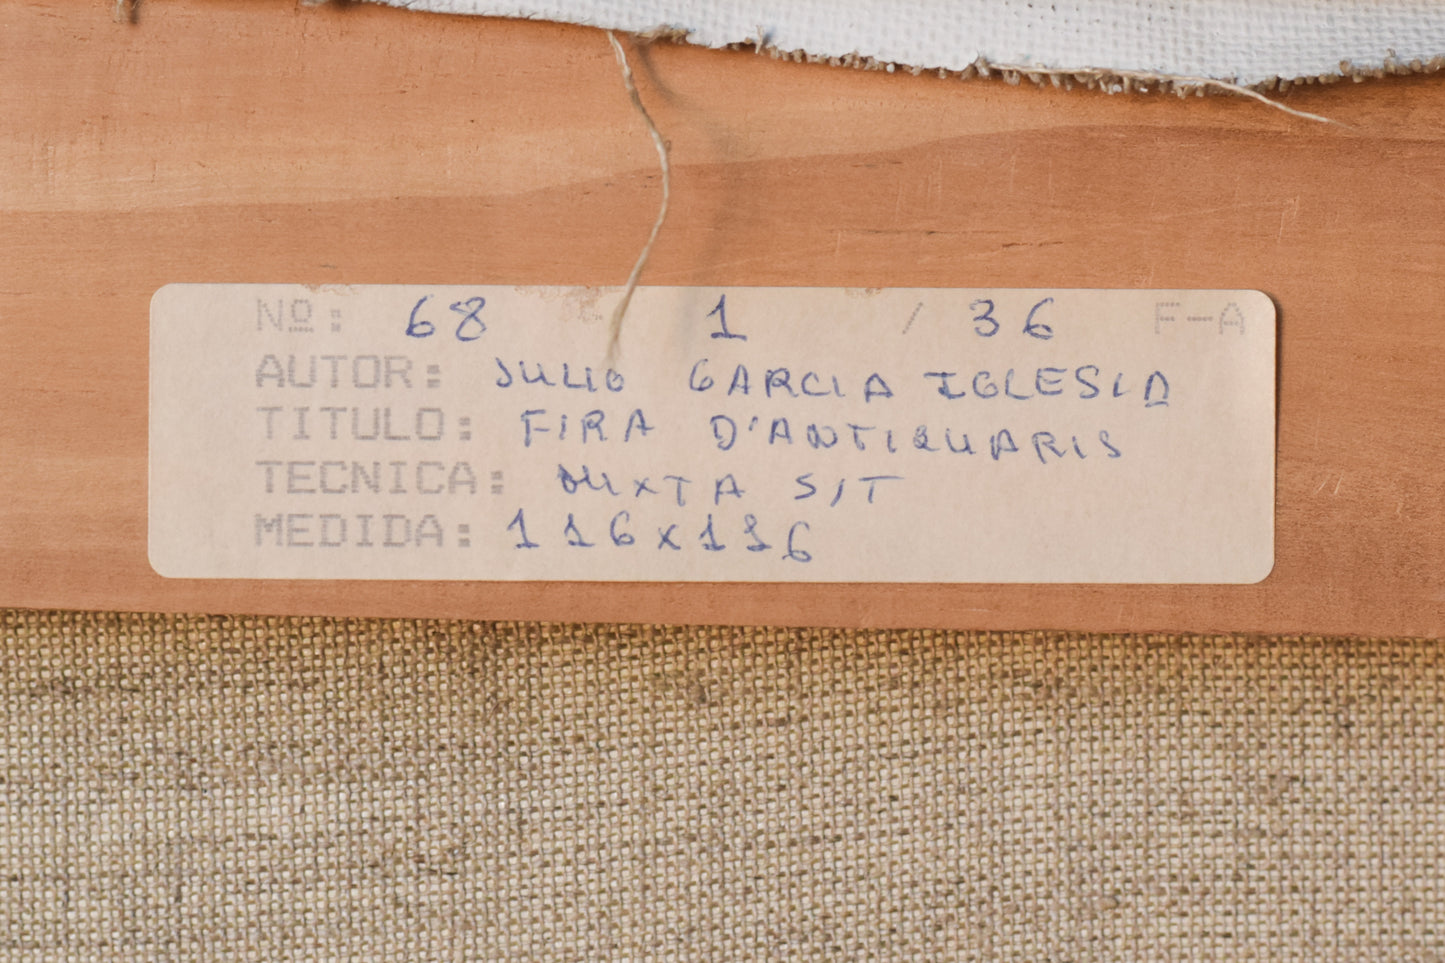 Nº: 68 1 / 36 F-A
AUTOR: JULIO GARCIA IGLESIA
TITULO: FIRA D'ANTIQUARIS
TECNICA: MIXTA S/T
MEDIDA: 116x116